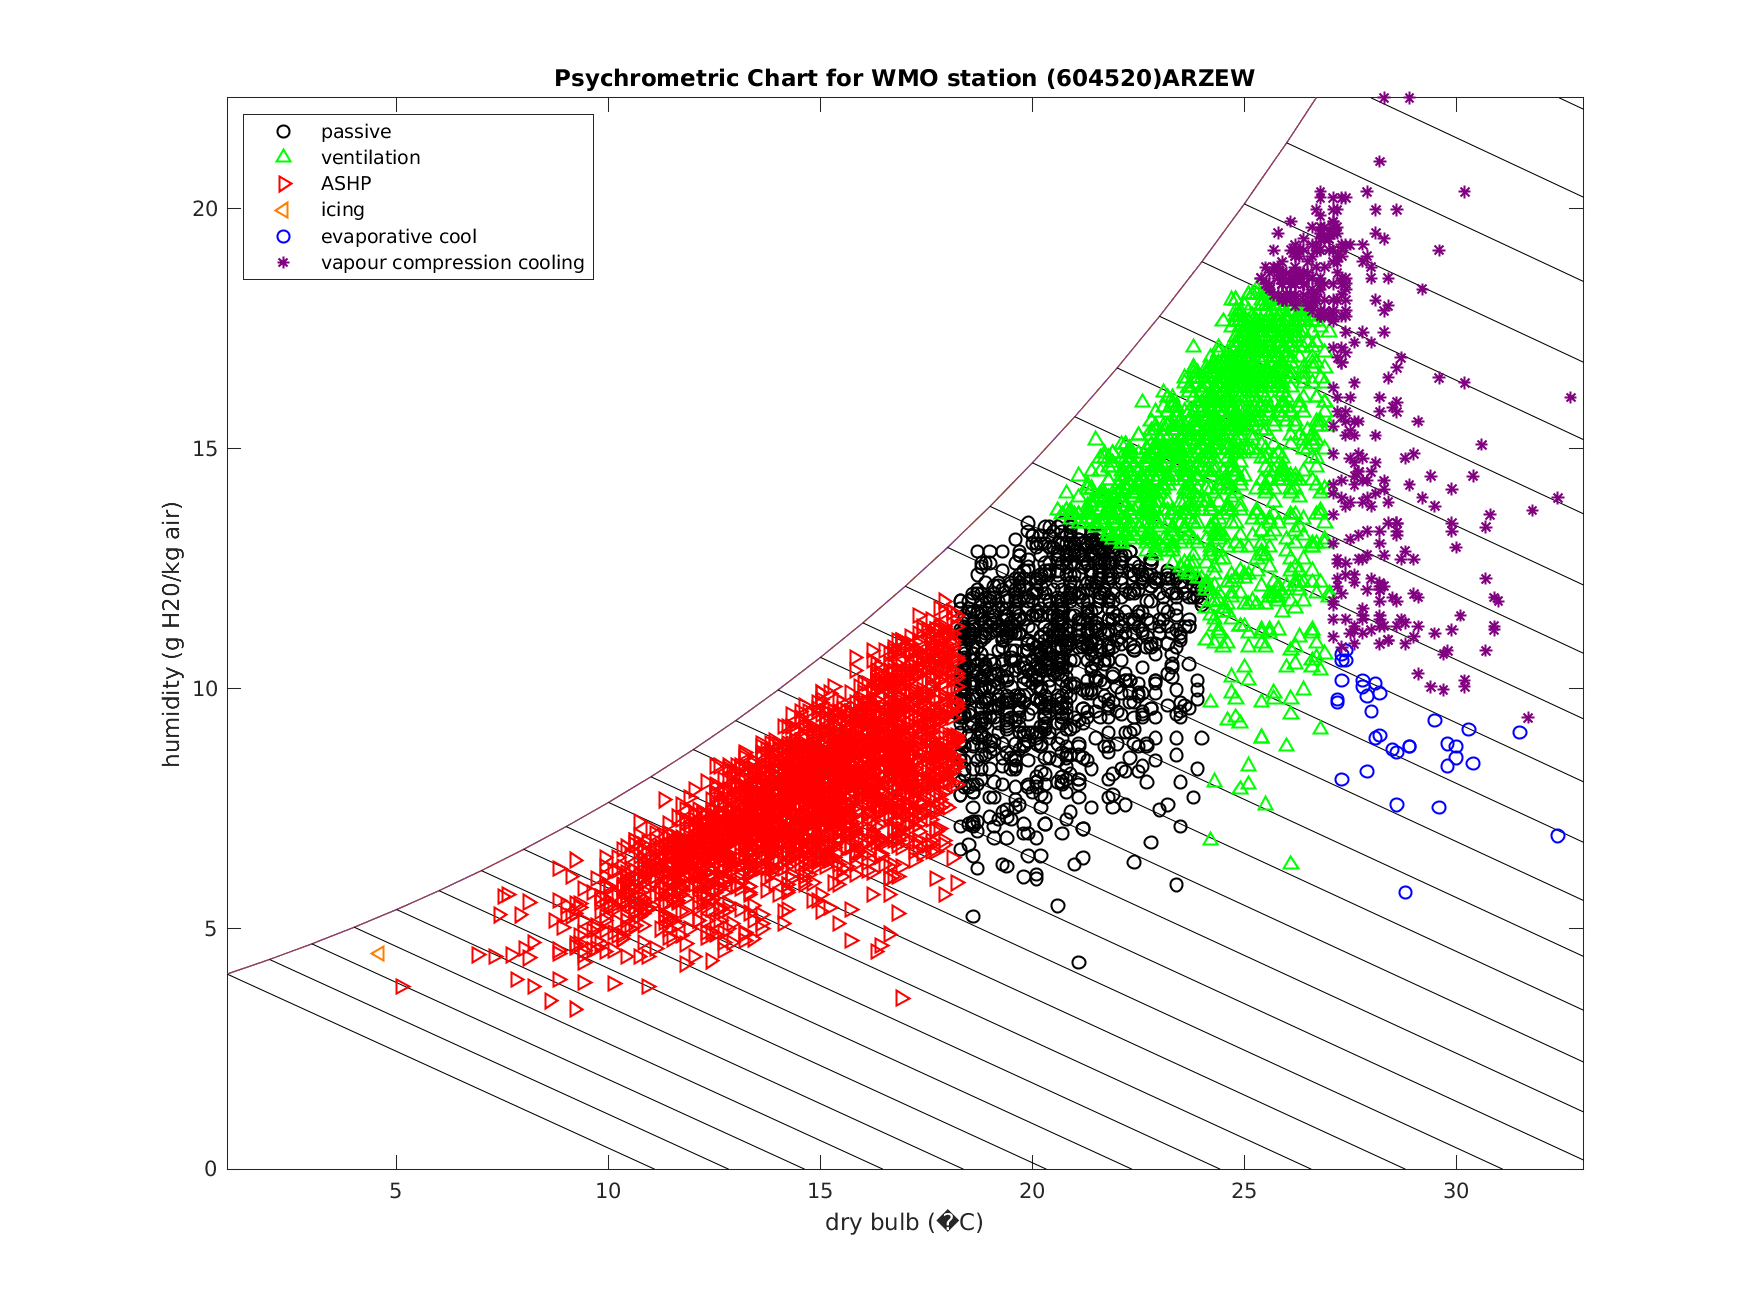 Psychrometric Chart for WMO station (604520)ARZEW
passive
ventilation
ASHP
icing
evaporative cool
vapour compression cooling
humidity (g H20/kg air)
20
15
10
5
0
5 10 15 20 25 30
dry bulb (�C)